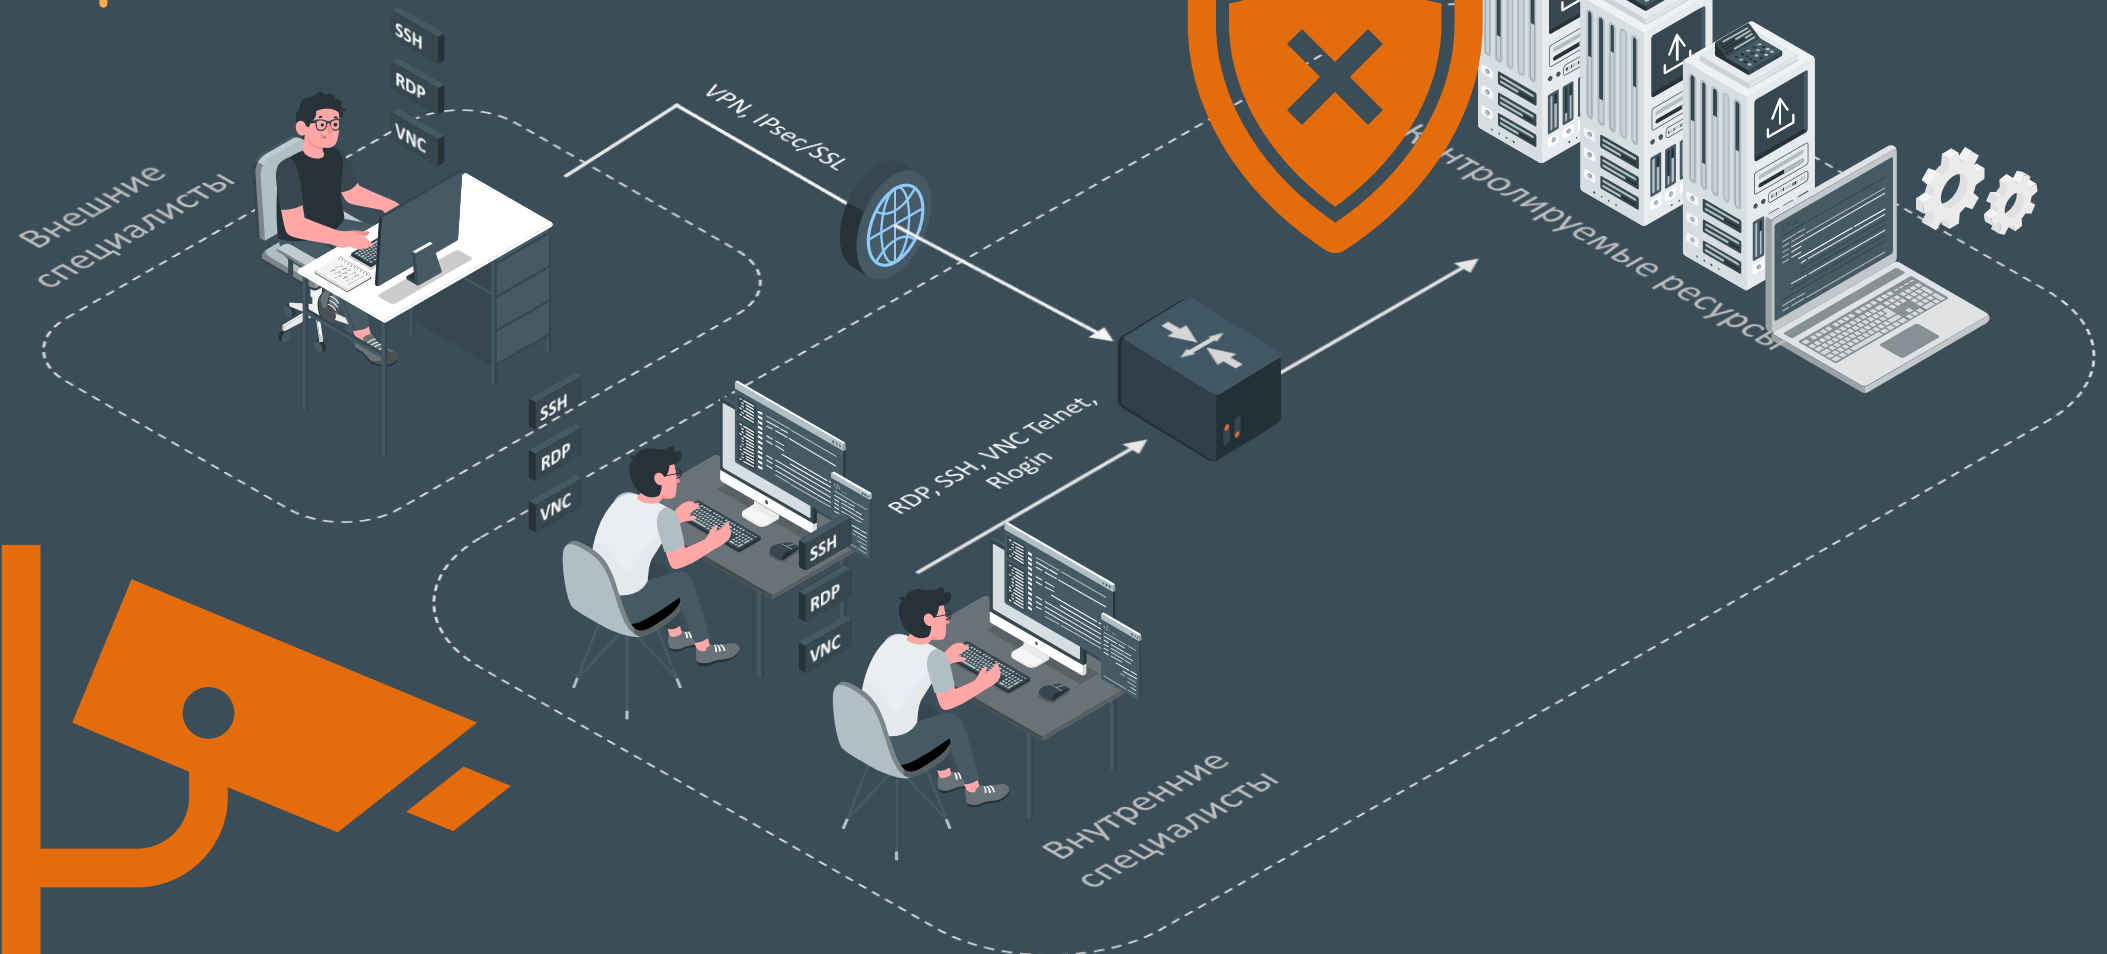 SSH
RDP
VNC
VPN, IPsec/SSL
Внешние
специалисты
контролируемые ресурсы
SSH
RDP
VNC
RDP, SSH, VNC Telnet,
Rlogin
SSH
RDP
VNC
Внутренние
специалисты